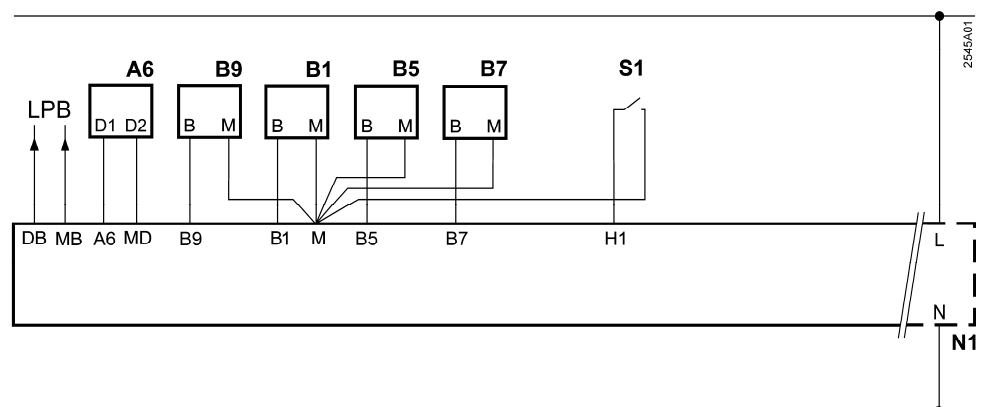 2545A01
A6 B9 B1 B5 B7 S1
LPB
D1 D2 B M B M B M B M
DB MB A6 MD B9 B1 M B5 B7 H1 L
N
N1